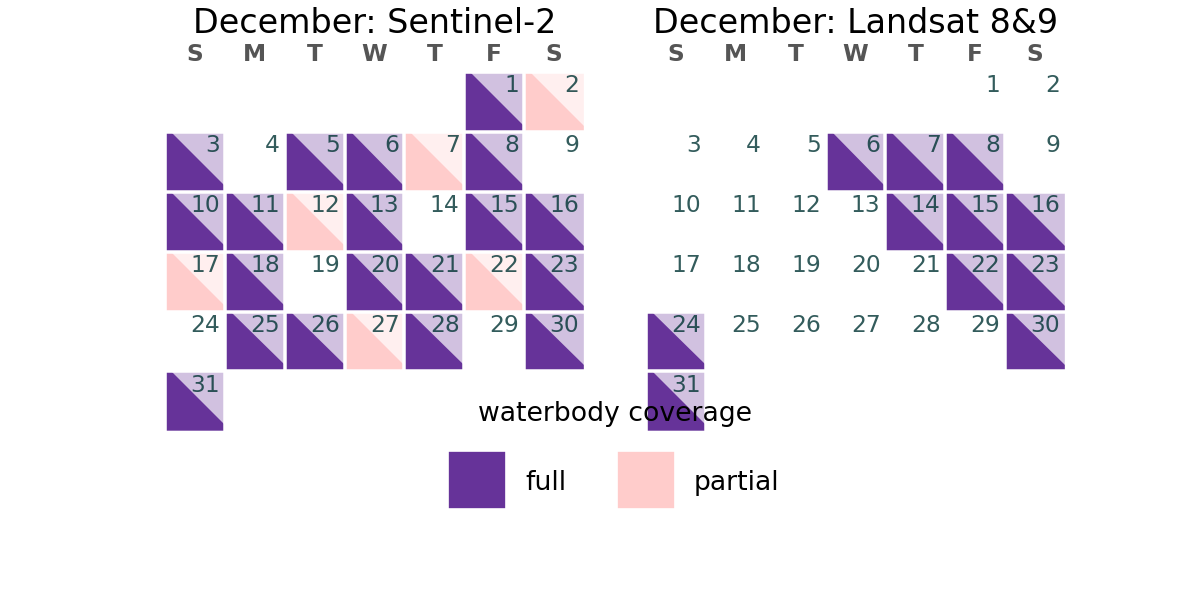 December: Sentinel-2
S M T W T F S
1 2
3 4 5 6 7 8 9
10 11 12 13 14 15 16
17 18 19 20 21 22 23
24 25 26 27 28 29 30
31
December: Landsat 8&9
S M T W T F S
1 2
3 4 5 6 7 8 9
10 11 12 13 14 15 16
17 18 19 20 21 22 23
24 25 26 27 28 29 30
31
waterbody coverage
full partial